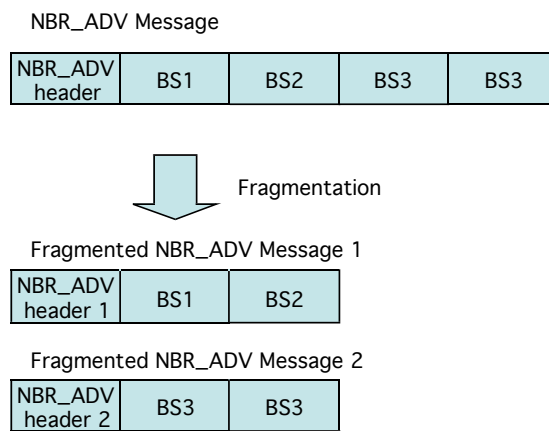 NBR_ADV Message
NBR_ADV header BS1 BS2 BS3 BS3
Fragmentation
Fragmented NBR_ADV Message 1
NBR_ADV header 1 BS1 BS2
Fragmented NBR_ADV Message 2
NBR_ADV header 2 BS3 BS3